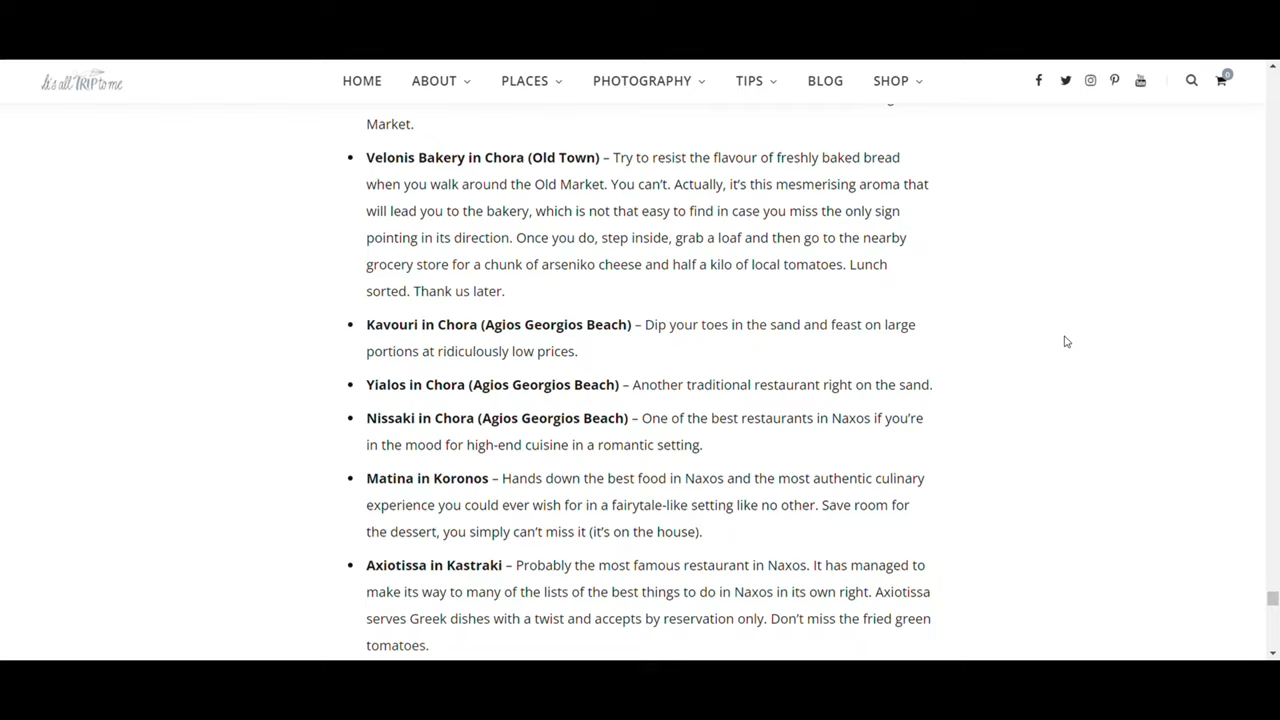 It's all TRIP to me
HOME ABOUT PLACES PHOTOGRAPHY TIPS BLOG SHOP
0
Market.
• Velonis Bakery in Chora (Old Town) – Try to resist the flavour of freshly baked bread
when you walk around the Old Market. You can't. Actually, it's this mesmerising aroma that
will lead you to the bakery, which is not that easy to find in case you miss the only sign
pointing in its direction. Once you do, step inside, grab a loaf and then go to the nearby
grocery store for a chunk of arseniko cheese and half a kilo of local tomatoes. Lunch
sorted. Thank us later.
• Kavouri in Chora (Agios Georgios Beach) – Dip your toes in the sand and feast on large
portions at ridiculously low prices.
• Yialos in Chora (Agios Georgios Beach) – Another traditional restaurant right on the sand.
• Nissaki in Chora (Agios Georgios Beach) – One of the best restaurants in Naxos if you're
in the mood for high-end cuisine in a romantic setting.
• Matina in Koronos – Hands down the best food in Naxos and the most authentic culinary
experience you could ever wish for in a fairytale-like setting like no other. Save room for
the dessert, you simply can't miss it (it's on the house).
• Axiotissa in Kastraki – Probably the most famous restaurant in Naxos. It has managed to
make its way to many of the lists of the best things to do in Naxos in its own right. Axiotissa
serves Greek dishes with a twist and accepts by reservation only. Don't miss the fried green
tomatoes.